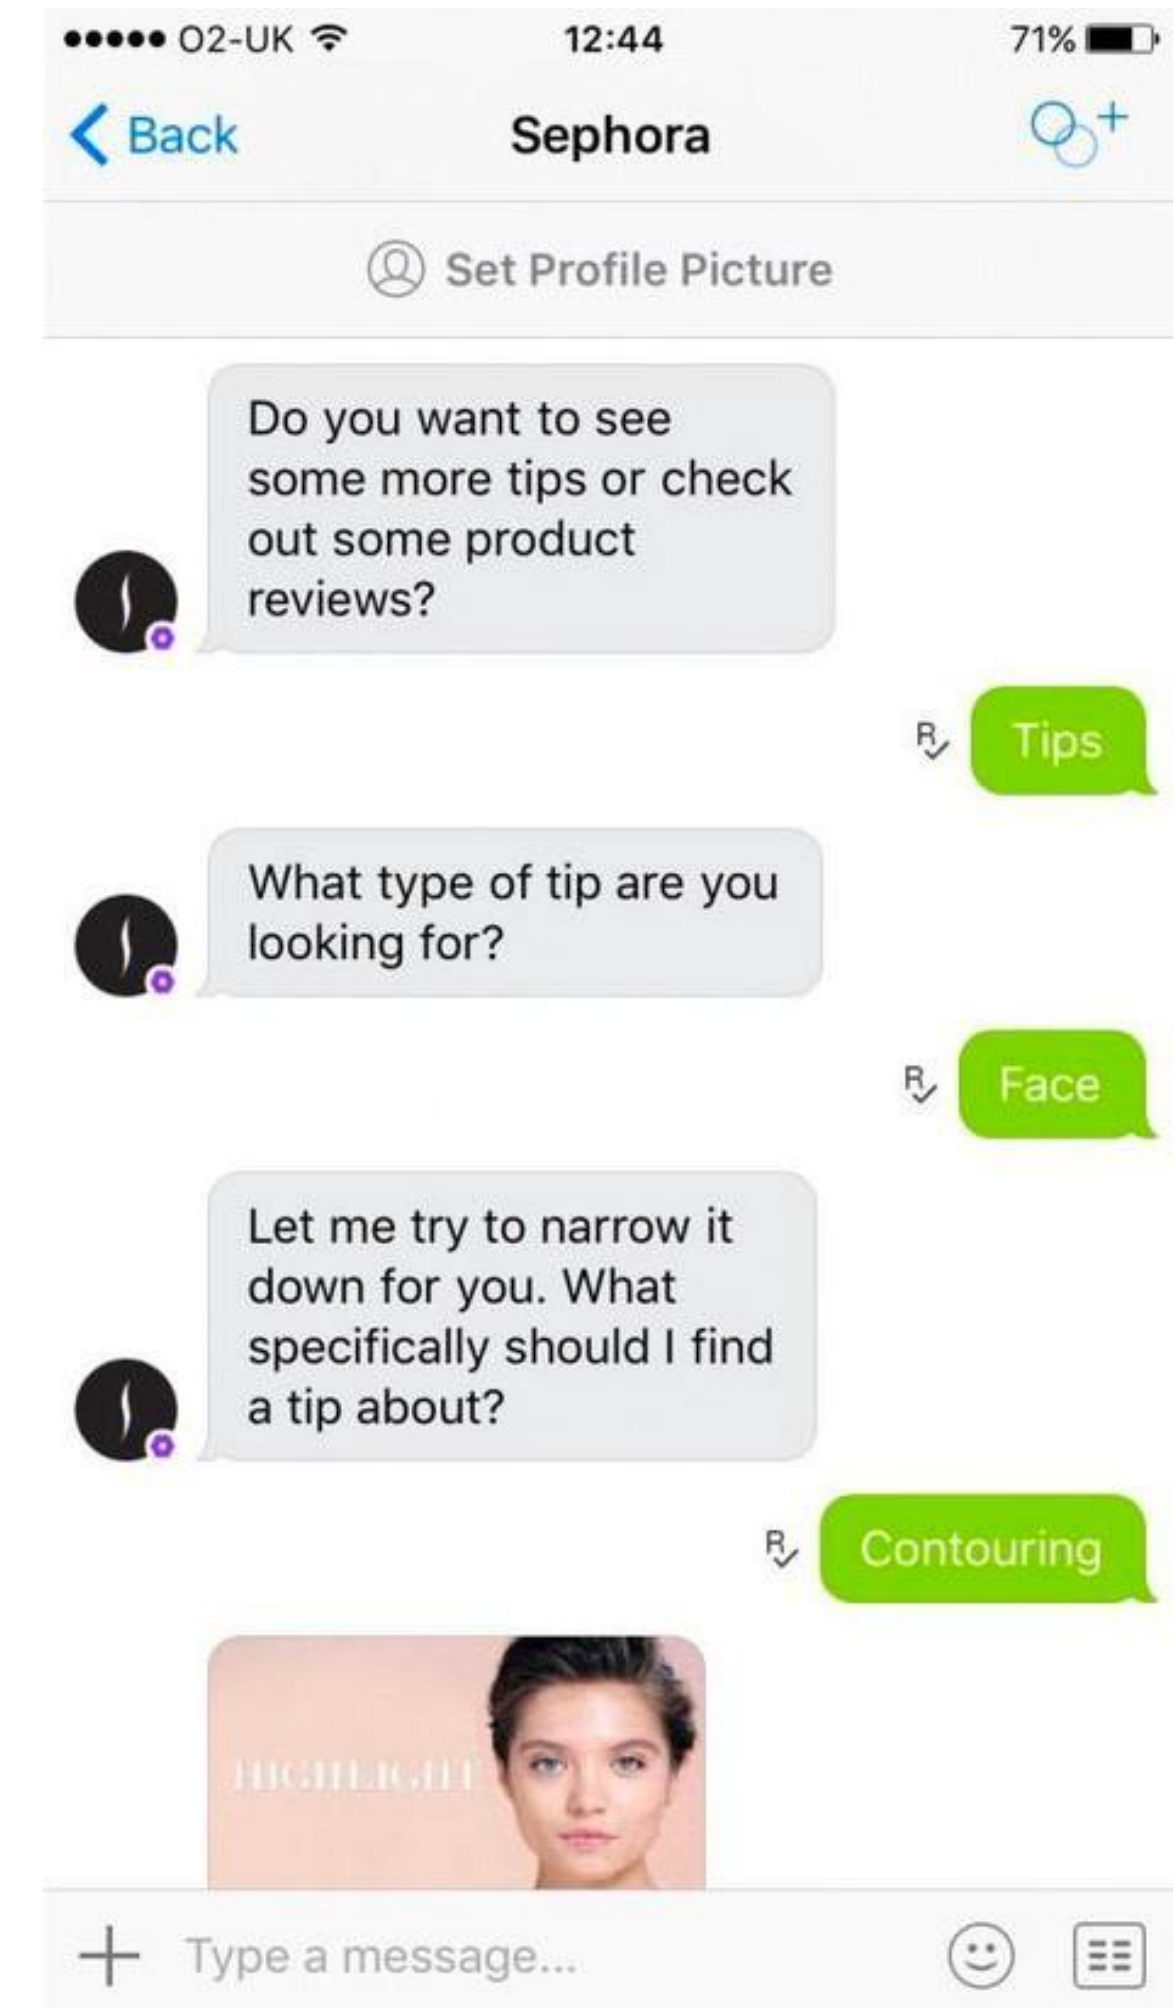 ●●●●● O2-UK 12:44 71%
Back Sephora
Set Profile Picture
Do you want to see
some more tips or check
out some product
reviews?
R Tips
What type of tip are you
looking for?
R Face
Let me try to narrow it
down for you. What
specifically should I find
a tip about?
R Contouring
HIGHLIGHT
Type a message...